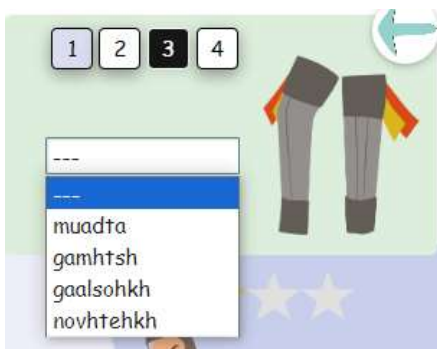 1 2 3 4
---
---
muadta
gamhtsh
gaalsohkh
novhtehkh